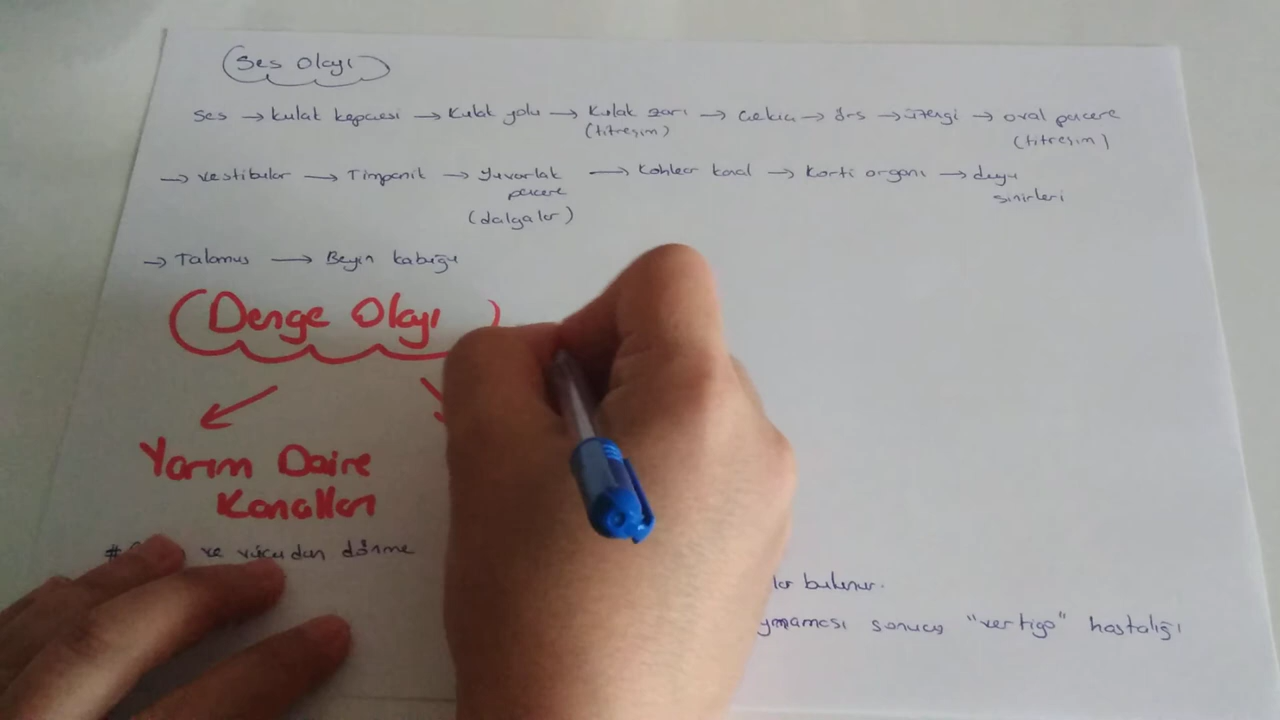 Ses Olayı
Ses → kulak kepçesi → Kulak yolu → Kulak zarı → Çekiç → örs → üzengi → oval pencere
(titreşim) (titreşim)
→ vestibular → Timpanik → Yuvarlak → Kohlear kanal → Korti organı → duyu
pencere sinirleri
(dalgalar)
→ Talamus → Beyin kabuğu
Denge Olayı
Yarım Daire
Kanalları
# ve vücudun dönme
lar bulunur.
sonucu "vertigo" hastalığı